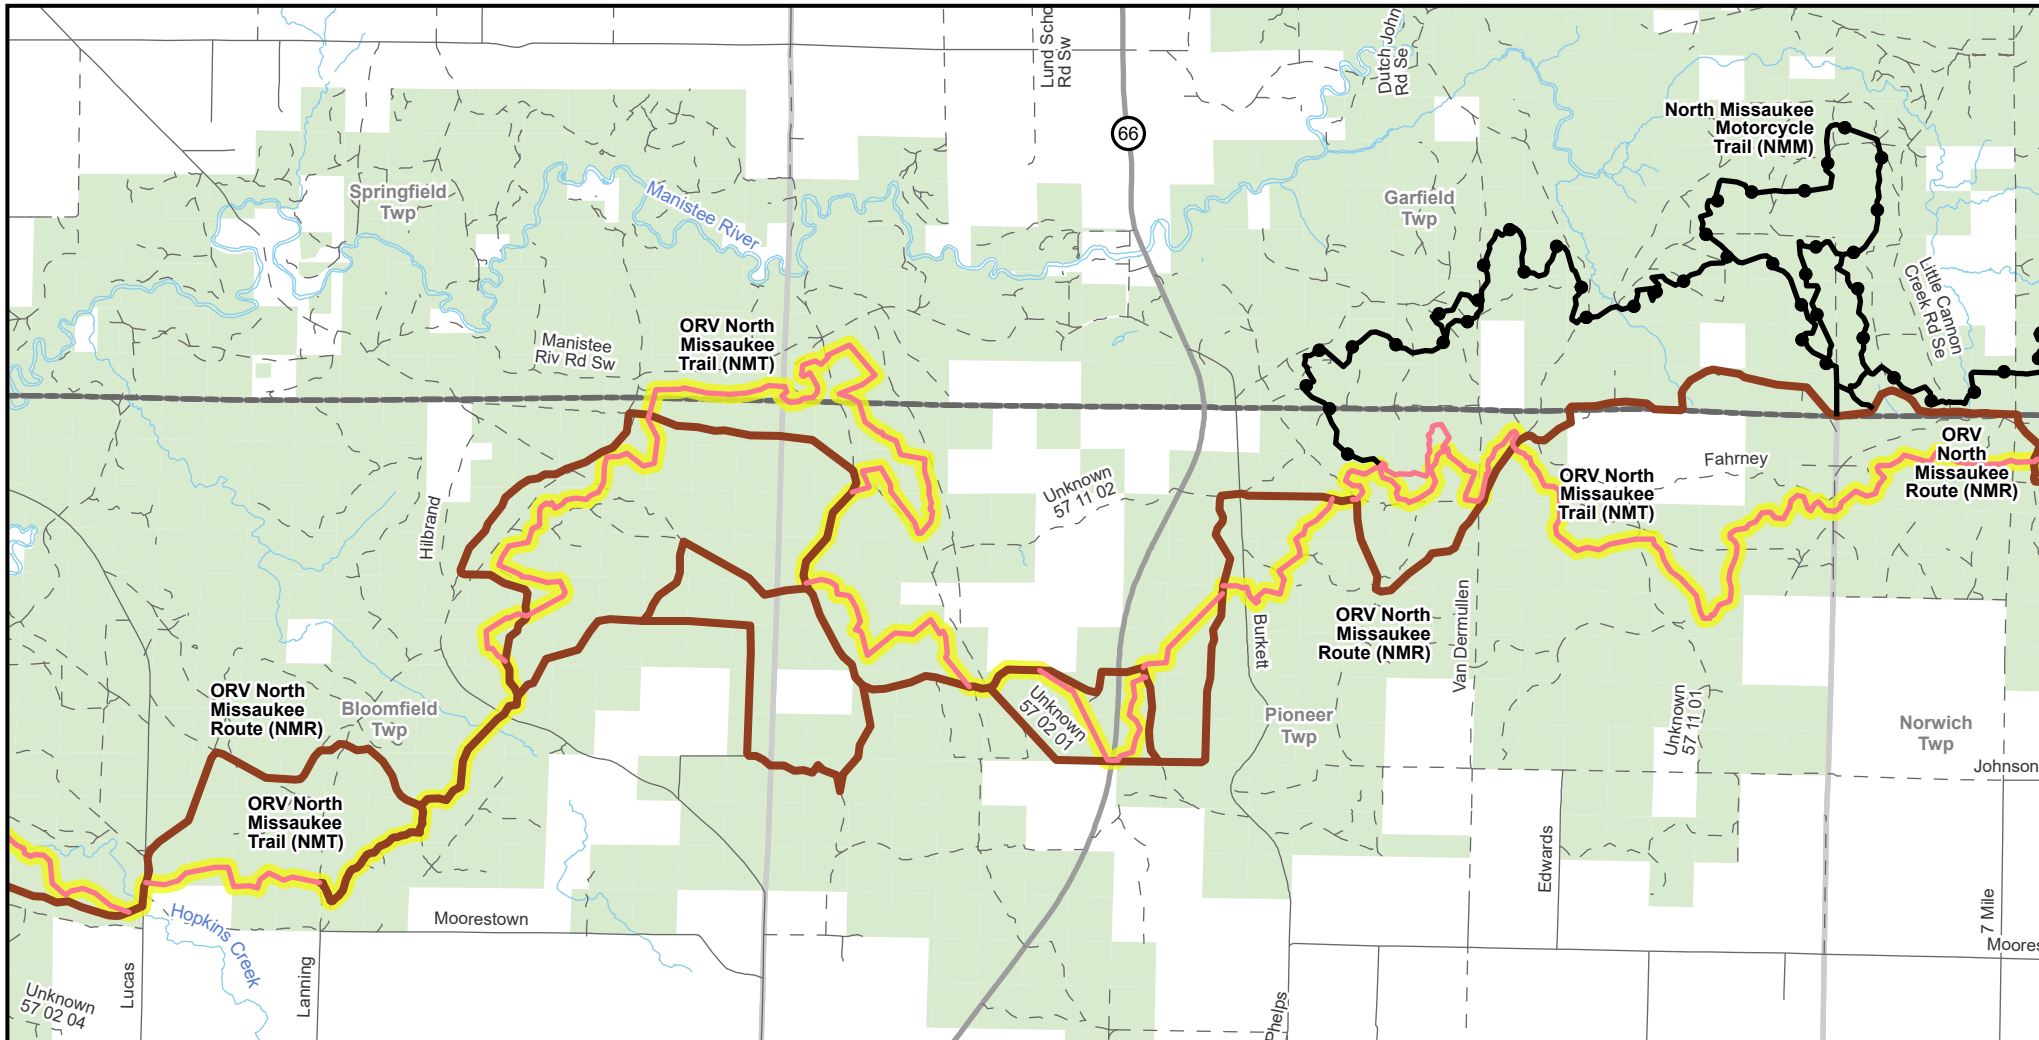 Lund Scho
Rd Sw
Dutch John
Rd Se
66
North Missaukee
Motorcycle
Trail (NMM)
Springfield
Twp
Manistee River
Garfield
Twp
Little Cannon
Creek Rd Se
Manistee
Riv Rd Sw
ORV North
Missaukee
Trail (NMT)
Hilbrand
Unknown
57 11 02
Fahrney
ORV North
Missaukee
Trail (NMT)
ORV
North
Missaukee
Route (NMR)
Burkett
ORV North
Missaukee
Route (NMR)
Van Dermullen
ORV North
Missaukee
Route (NMR)
Bloomfield
Twp
Unknown
57 02 01
Pioneer
Twp
Unknown
57 11 01
Norwich
Twp
Johnson
ORV North
Missaukee
Trail (NMT)
Edwards
Hopkins Creek
Moorestown
7 Mile
Moores
Lucas
Lanning
Unknown
57 02 04
Phelps